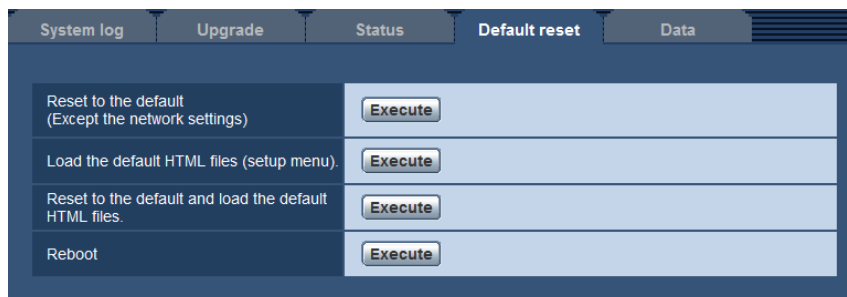 System log Upgrade Status Default reset Data
Reset to the default
(Except the network settings)
Execute
Load the default HTML files (setup menu).
Execute
Reset to the default and load the default
HTML files.
Execute
Reboot
Execute